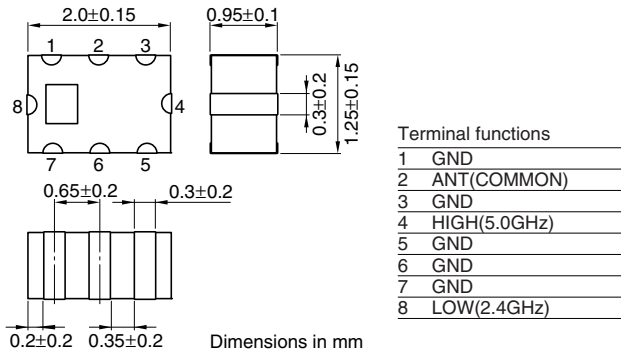 2.0±0.15
0.95±0.1
1 2 3
8 4
7 6 5
0.3±0.2
1.25±0.15
0.65±0.2
0.3±0.2
0.2±0.2
0.35±0.2
Dimensions in mm
Terminal functions
1 GND
2 ANT(COMMON)
3 GND
4 HIGH(5.0GHz)
5 GND
6 GND
7 GND
8 LOW(2.4GHz)